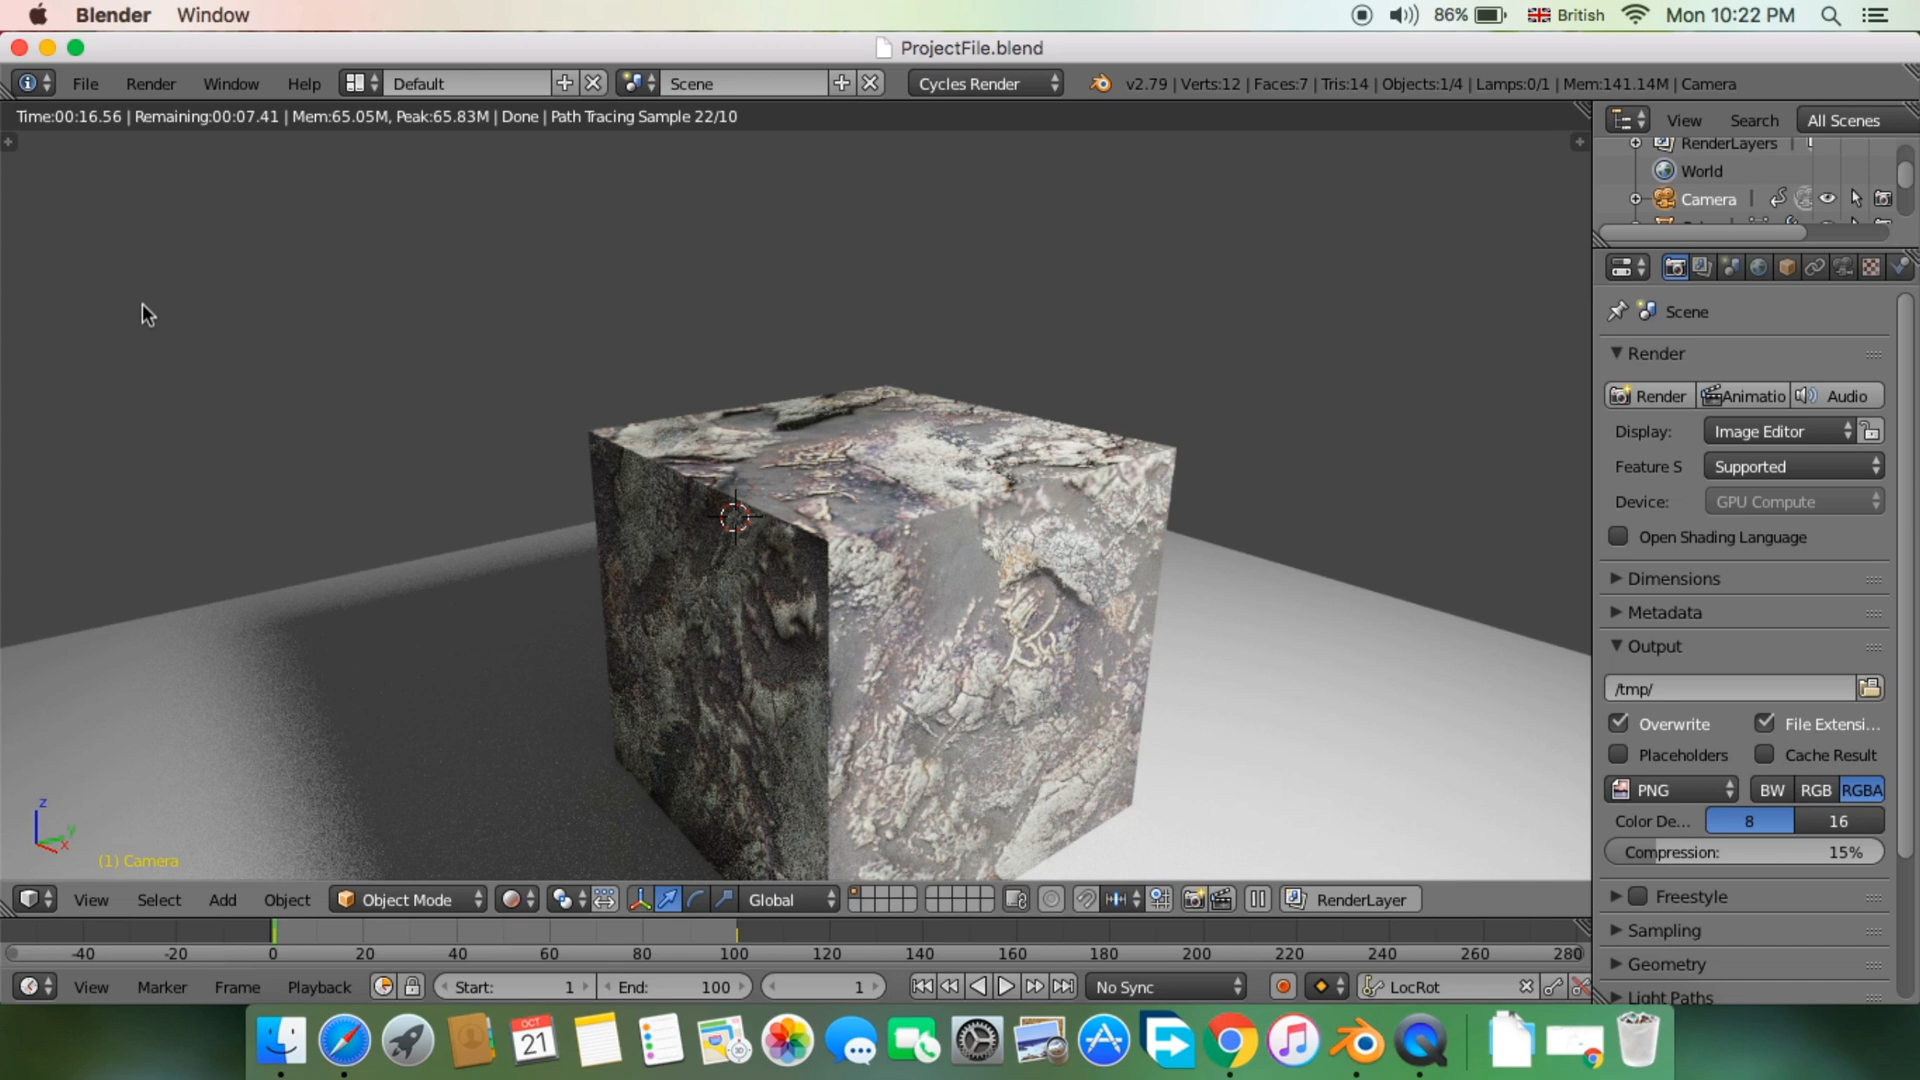 Blender Window 86% British Mon 10:22 PM
ProjectFile.blend
File Render Window Help Default Scene Cycles Render v2.79 | Verts:12 | Faces:7 | Tris:14 | Objects:1/4 | Lamps:0/1 | Mem:141.14M | Camera
Time:00:16.56 | Remaining:00:07.41 | Mem:65.05M, Peak:65.83M | Done | Path Tracing Sample 22/10
View Search All Scenes
RenderLayers
World
Camera
Scene
Render
Render Animatio Audio
Display: Image Editor
Feature S Supported
Device: GPU Compute
Open Shading Language
Dimensions
Metadata
Output
/tmp/
Overwrite File Extensi...
Placeholders Cache Result
PNG BW RGB RGBA
Color De... 8 16
Compression: 15%
Freestyle
Sampling
Geometry
Light Paths
z
y
x
(1) Camera
View Select Add Object Object Mode Global RenderLayer
-40 -20 0 20 40 60 80 100 120 140 160 180 200 220 240 260 280
View Marker Frame Playback Start: 1 End: 100 1 No Sync LocRot
OCT
21